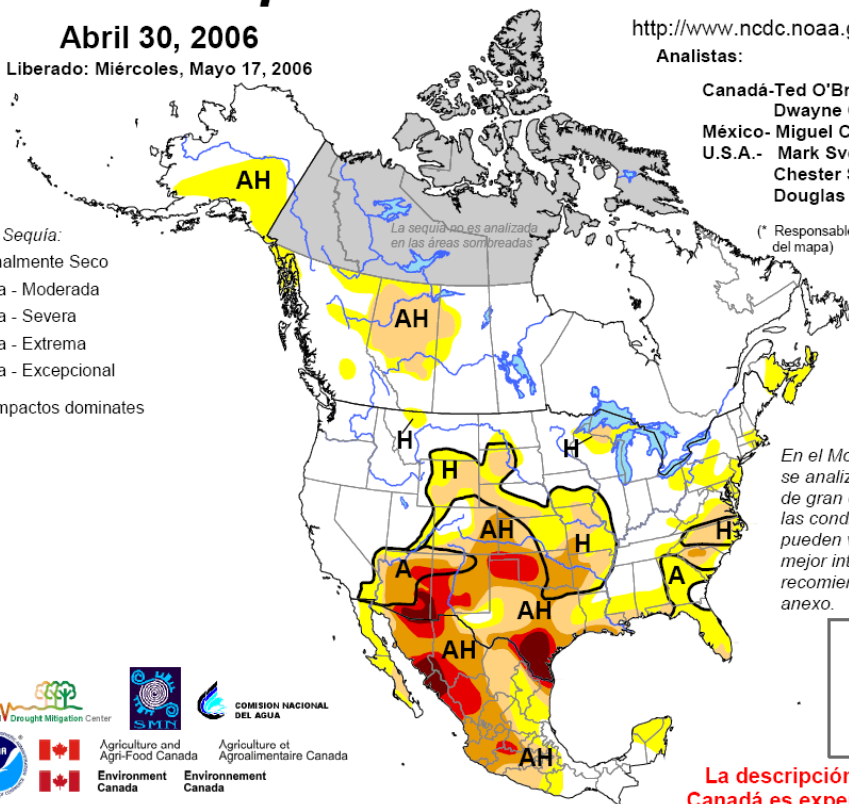 Abril 30, 2006
Liberado: Miércoles, Mayo 17, 2006
http://www.ncdc.noaa.g
Analistas:
Canadá-Ted O'Br
Dwayne
México- Miguel
U.S.A.- Mark Sv
Chester S
Douglas
(* Responsable
del mapa)
La sequía no es analizada
en las áreas sombreadas
Sequía:
nalmente Seco
a - Moderada
a - Severa
a - Extrema
a - Excepcional
mpactos dominates
AH
AH
H
H
H
AH
H
H
A
A
AH
AH
AH
En el Mo
se analiz
de gran
las cond
pueden v
mejor int
recomien
anexo.
Drought Mitigation Center
SMN
COMISION NACIONAL
DEL AGUA
Agriculture and
Agri-Food Canada
Agriculture et
Agroalimentaire Canada
Environment
Canada
Environnement
Canada
La descripción
Canadá es expe